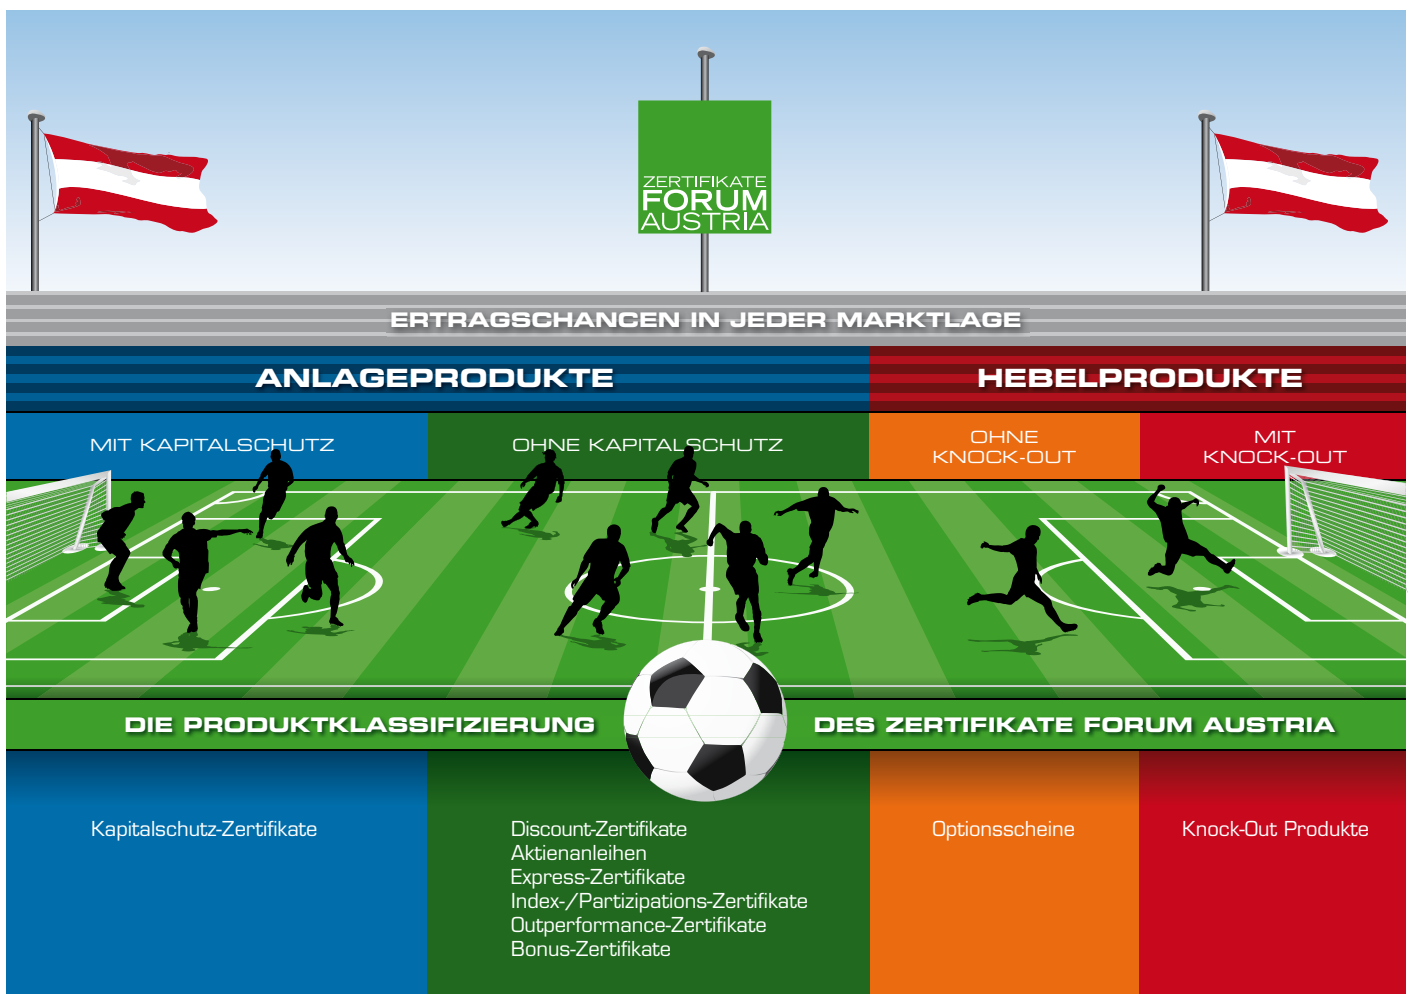 ZERTIFIKATE
FORUM
AUSTRIA
ERTRAGSCHANCEN IN JEDER MARKTLAGE
ANLAGEPRODUKTE
HEBELPRODUKTE
MIT KAPITALSCHUTZ
OHNE KAPITALSCHUTZ
OHNE
KNOCK-OUT
MIT
KNOCK-OUT
DIE PRODUKTKLASSIFIZIERUNG
DES ZERTIFIKATE FORUM AUSTRIA
Kapitalschutz-Zertifikate
Discount-Zertifikate
Aktienanleihen
Express-Zertifikate
Index-/Partizipations-Zertifikate
Outperformance-Zertifikate
Bonus-Zertifikate
Optionsscheine
Knock-Out Produkte